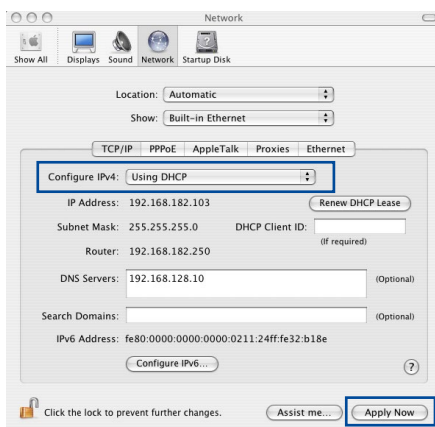 Network
Show All Displays Sound Network Startup Disk
Location: Automatic
Show: Built-in Ethernet
TCP/IP PPPoE AppleTalk Proxies Ethernet
Configure IPv4: Using DHCP
IP Address: 192.168.182.103 Renew DHCP Lease
Subnet Mask: 255.255.255.0 DHCP Client ID:
(If required)
Router: 192.168.182.250
DNS Servers: 192.168.128.10 (Optional)
Search Domains: (Optional)
IPv6 Address: fe80:0000:0000:0000:0211:24ff:fe32:b18e
Configure IPv6...
?
Click the lock to prevent further changes. Assist me... Apply Now